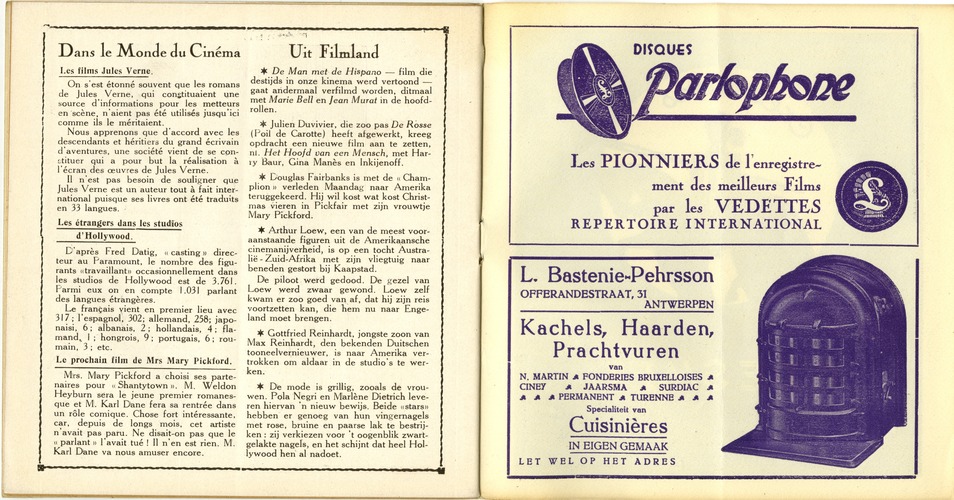 Dans le Monde du Cinéma
Les films Jules Verne.
On s'est étonné souvent que les romans
de Jules Verne, qui çongtituaient une
source d'informations pour les metteurs
en scène, n'aient pas été utilisés jusqu'ici
comme ils le méritaient.
Nous apprenons que d'accord avec les
descendants et héritiers du grand écrivain
d'aventures, une société vient de se con-
stituer qui a pour but la réalisation à
l'écran des œuvres de Jules Verne.
Il n'est pas besoin de souligner que
Jules Verne est un auteur tout à fait inter-
national puisque ses livres ont été traduits
en 33 langues.
Les étrangers dans les studios
d'Hollywood.
D'après Fred Datig, « casting » direc-
teur au Paramount, le nombre des figu-
rants «travaillant» occasionnellement dans
les studios de Hollywood est de 3.761.
Parmi eux on en compte 1.031 parlant
des langues étrangères.
Le français vient en premier lieu avec
317 ; l'espagnol, 302; allemand, 258; japo-
naisi, 6 ; albanais, 2 ; hollandais, 4 ; fla-
mand, 1 ; hongrois, 9 ; portugais, 6 ; rou-
main, 3 ; etc.
Le prochain film de Mrs Mary Pickford.
Mrs. Mary Pickford a choisi ses parte-
naires pour « Shantytown ». M. Weldon
Heyburn sera le jeune premier romanes-
que et M. Karl Dane fera sa rentrée dans
un rôle comique. Chose fort intéressante,
car, depuis de longs mois, cet artiste
n'avait pas paru. Ne disait-on pas que le
« parlant » l'avait tué ! Il n'en est rien. M.
Karl Dane va nous amuser encore.
Uit Filmland
✶ De Man met de Hispano — film die
destijds in onze kinema werd vertoond —
gaat andermaal verfilmd worden, ditmaal
met Marie Bell en Jean Murat in de hoofd-
rollen.
✶ Julien Duvivier, die zoo pas De Rosse
(Poil de Carotte) heeft afgewerkt, kreeg
opdracht een nieuwe film aan te zetten,
nl. Het Hoofd van een Mensch, met Har-
ry Baur, Gina Manès en Inkijenoff.
✶ Douglas Fairbanks is met de « Cham-
plion » verleden Maandag naar Amerika
teruggekeerd. Hij wil kost wat kost Christ-
mas vieren in Pickfair met zijn vrouwtje
Mary Pickford.
✶ Arthur Loew, een van de meest voor-
aanstaande figuren uit de Amerikaansche
cinemanijverheid, is op een tocht Austra-
lië - Zuid-Afrika met zijn vliegtuig naar
beneden gestort bij Kaapstad.
De piloot werd gedood. De gezel van
Loew werd zwaar gewond. Loew zelf
kwam er zoo goed van af, dat hij zijn reis
voortzetten kan, die hem nu naar Enge-
land moet brengen.
✶ Gottfried Reinhardt, jongste zoon van
Max Reinhardt, den bekenden Duitschen
tooneelvernieuwer, is naar Amerika ver-
trokken om aldaar in de studio's te wer-
ken.
✶ De mode is grillig, zooals de vrou-
wen. Pola Negri en Marlène Dietrich leve-
ren hiervan 'n nieuw bewijs. Beide «stars»
hebben er genoeg van hun vingernagels
met rose, bruine en paarse lak te bestrij-
ken : zij verkiezen voor 't oogenblik zwart-
gelakte nagels, en het schijnt dat heel Hol-
lywood hen al nadoet.
DISQUES
Parlophone
Les PIONNIERS de l'enregistre-
ment des meilleurs Films
par les VEDETTES
REPERTOIRE INTERNATIONAL
L. Bastenie-Pehrsson
OFFERANDESTRAAT, 31
ANTWERPEN
Kachels, Haarden,
Prachtvuren
van
N. MARTIN FONDERIES BRUXELLOISES
CINEY JAARSMA SURDIAC
PERMANENT TURENNE
Specialiteit van
Cuisinières
IN EIGEN GEMAAK
LET WEL OP HET ADRES